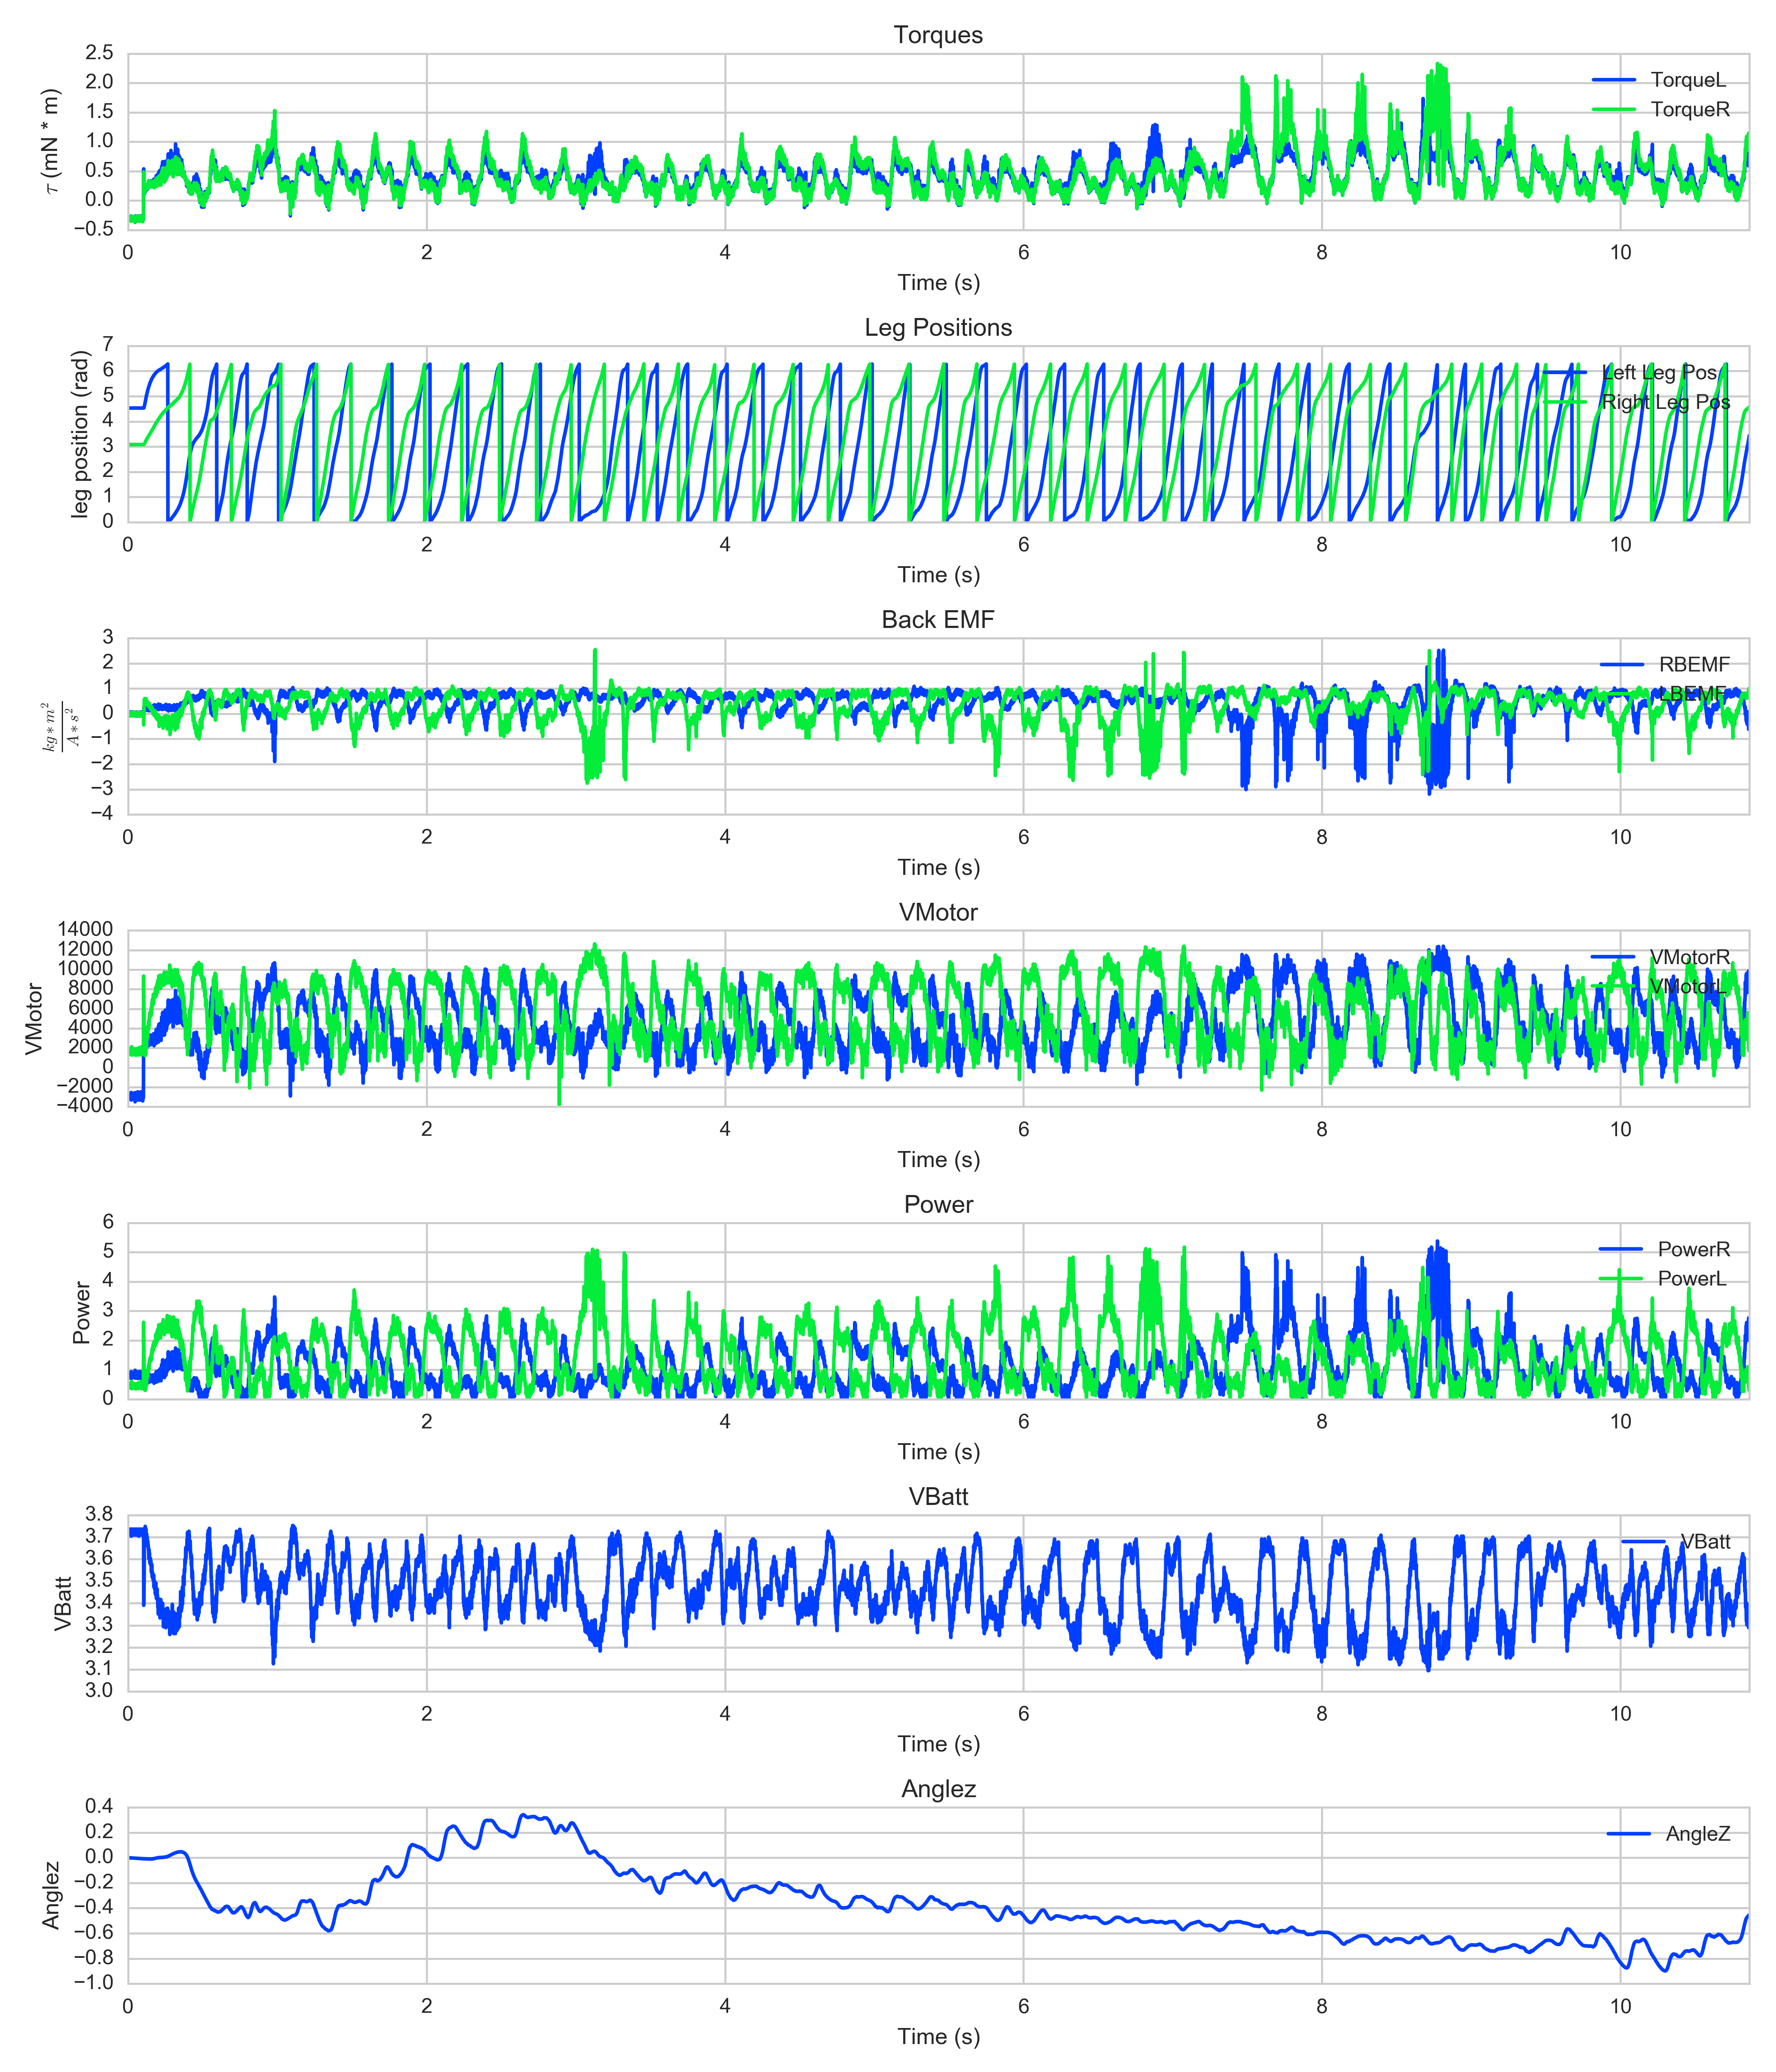 Torques
2.5
2.0
1.5
1.0
0.5
0.0
−0.5
τ (mN * m)
TorqueL
TorqueR
0 2 4 6 8 10
Time (s)
Leg Positions
7
6
5
4
3
2
1
0
leg position (rad)
Left Leg Pos
Right Leg Pos
0 2 4 6 8 10
Time (s)
Back EMF
3
2
1
0
−1
−2
−3
−4
kg * m²
A * s²
RBEMF
LBEMF
0 2 4 6 8 10
Time (s)
VMotor
14000
12000
10000
8000
6000
4000
2000
0
−2000
−4000
VMotor
VMotorR
VMotorL
0 2 4 6 8 10
Time (s)
Power
6
5
4
3
2
1
0
Power
PowerR
PowerL
0 2 4 6 8 10
Time (s)
VBatt
3.8
3.7
3.6
3.5
3.4
3.3
3.2
3.1
3.0
VBatt
VBatt
0 2 4 6 8 10
Time (s)
Anglez
0.4
0.2
0.0
−0.2
−0.4
−0.6
−0.8
−1.0
Anglez
AngleZ
0 2 4 6 8 10
Time (s)